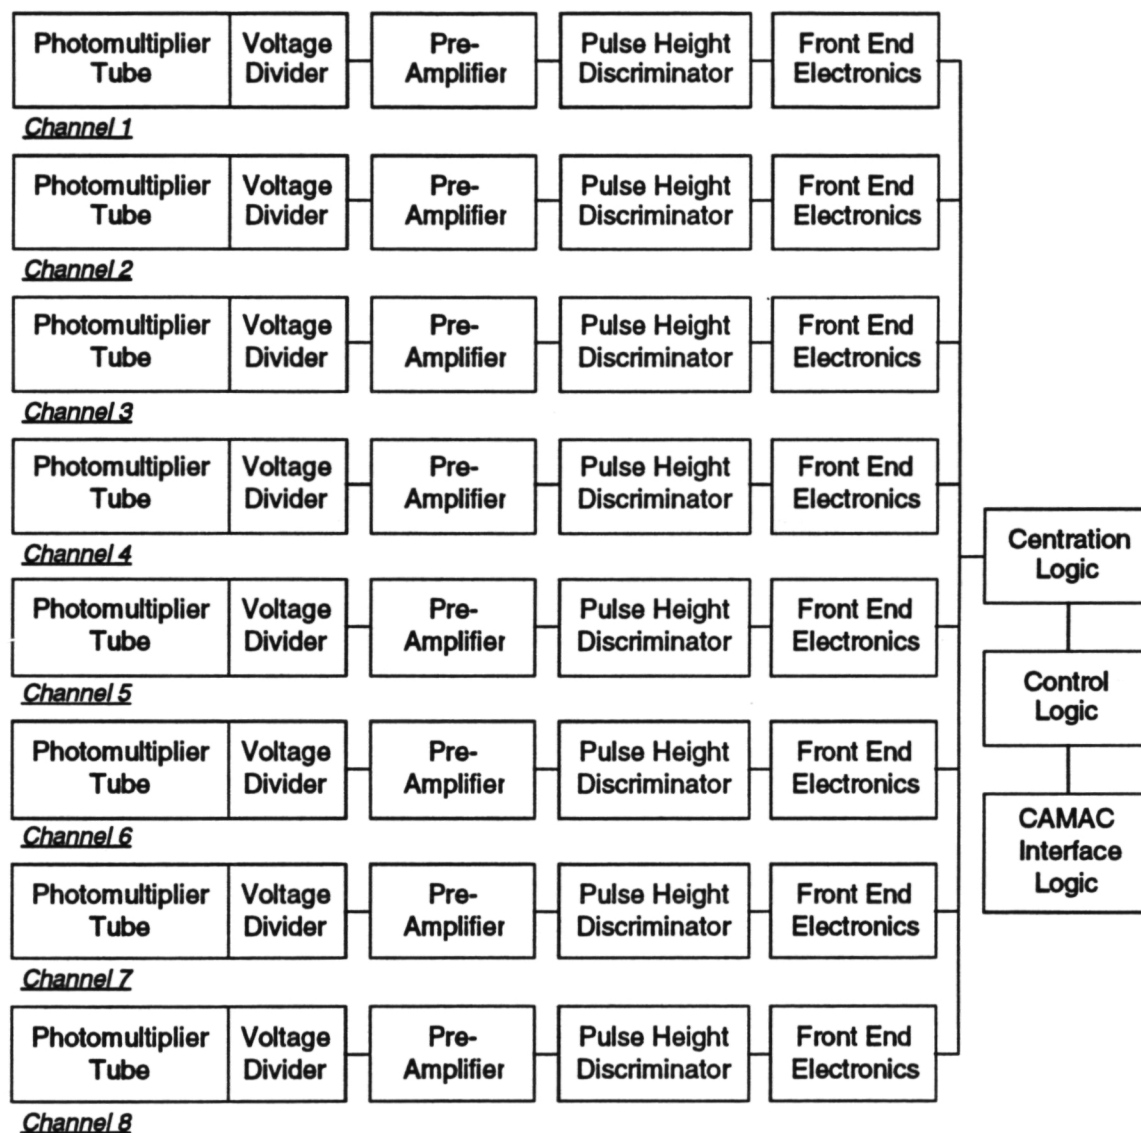 Photomultiplier Voltage Pre- Pulse Height Front End
Tube Divider Amplifier Discriminator Electronics
Channel 1
Photomultiplier Voltage Pre- Pulse Height Front End
Tube Divider Amplifier Discriminator Electronics
Channel 2
Photomultiplier Voltage Pre- Pulse Height Front End
Tube Divider Amplifier Discriminator Electronics
Channel 3
Photomultiplier Voltage Pre- Pulse Height Front End
Tube Divider Amplifier Discriminator Electronics
Channel 4
Photomultiplier Voltage Pre- Pulse Height Front End
Tube Divider Amplifier Discriminator Electronics
Channel 5
Photomultiplier Voltage Pre- Pulse Height Front End
Tube Divider Amplifier Discriminator Electronics
Channel 6
Photomultiplier Voltage Pre- Pulse Height Front End
Tube Divider Amplifier Discriminator Electronics
Channel 7
Photomultiplier Voltage Pre- Pulse Height Front End
Tube Divider Amplifier Discriminator Electronics
Channel 8
Centration
Logic
Control
Logic
CAMAC
Interface
Logic